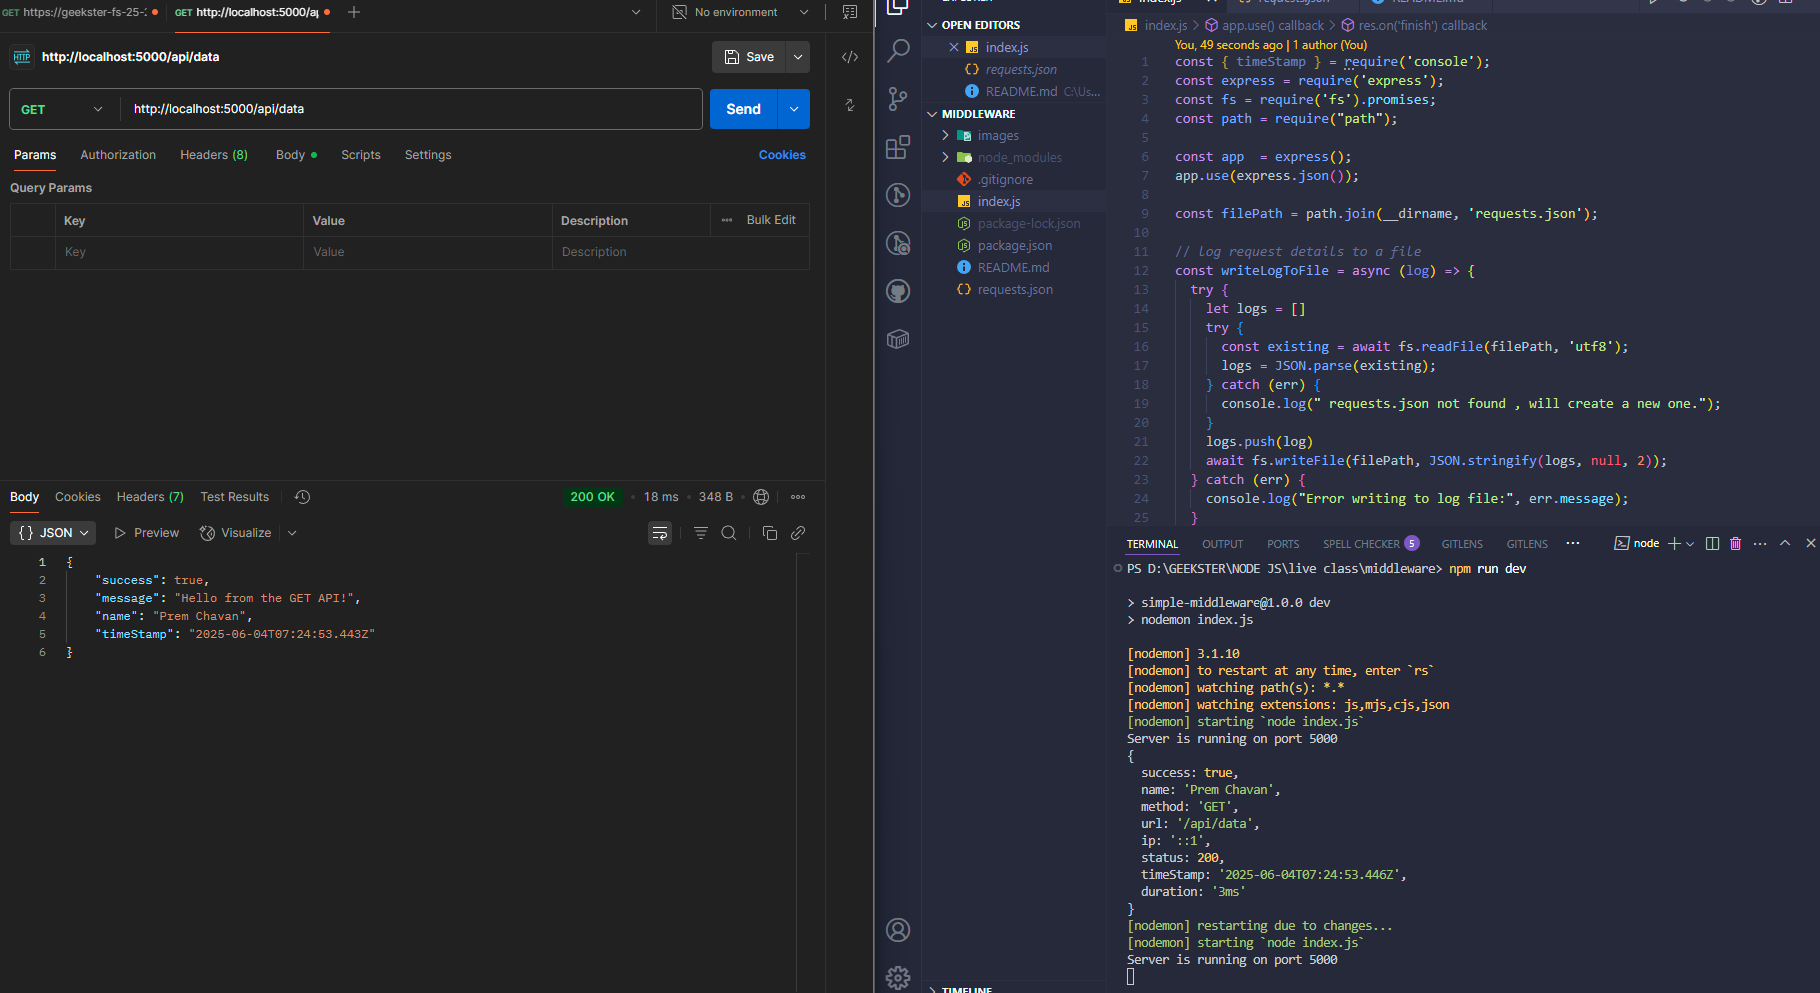 GET https://geekster-fs-25-
GET http://localhost:5000/a
No environment
HTTP http://localhost:5000/api/data
Save
GET http://localhost:5000/api/data
Send
Params Authorization Headers (8) Body Scripts Settings Cookies
Query Params
Key Value Description ••• Bulk Edit
Key Value Description
Body Cookies Headers (7) Test Results
200 OK • 18 ms • 348 B •
{} JSON Preview Visualize
1 {
2 "success": true,
3 "message": "Hello from the GET API!",
4 "name": "Prem Chavan",
5 "timeStamp": "2025-06-04T07:24:53.443Z"
6 }
OPEN EDITORS
JS index.js
{} requests.json
README.md C:\Us...
MIDDLEWARE
images
node_modules
.gitignore
JS index.js
package-lock.json
package.json
README.md
{} requests.json
TIMELINE
JS index.js > app.use() callback > res.on('finish') callback
You, 49 seconds ago | 1 author (You)
1 const { timeStamp } = require('console');
2 const express = require('express');
3 const fs = require('fs').promises;
4 const path = require("path");
5
6 const app  = express();
7 app.use(express.json());
8
9 const filePath = path.join(__dirname, 'requests.json');
10
11 // log request details to a file
12 const writeLogToFile = async (log) => {
13 try {
14 let logs = []
15 try {
16 const existing = await fs.readFile(filePath, 'utf8');
17 logs = JSON.parse(existing);
18 } catch (err) {
19 console.log(" requests.json not found , will create a new one.");
20 }
21 logs.push(log)
22 await fs.writeFile(filePath, JSON.stringify(logs, null, 2));
23 } catch (err) {
24 console.log("Error writing to log file:", err.message);
25 }
TERMINAL OUTPUT PORTS SPELL CHECKER 5 GITLENS GITLENS ••• node
PS D:\GEEKSTER\NODE JS\live class\middleware> npm run dev
> simple-middleware@1.0.0 dev
> nodemon index.js
[nodemon] 3.1.10
[nodemon] to restart at any time, enter `rs`
[nodemon] watching path(s): *.*
[nodemon] watching extensions: js,mjs,cjs,json
[nodemon] starting `node index.js`
Server is running on port 5000
{
success: true,
name: 'Prem Chavan',
method: 'GET',
url: '/api/data',
ip: '::1',
status: 200,
timeStamp: '2025-06-04T07:24:53.446Z',
duration: '3ms'
}
[nodemon] restarting due to changes...
[nodemon] starting `node index.js`
Server is running on port 5000